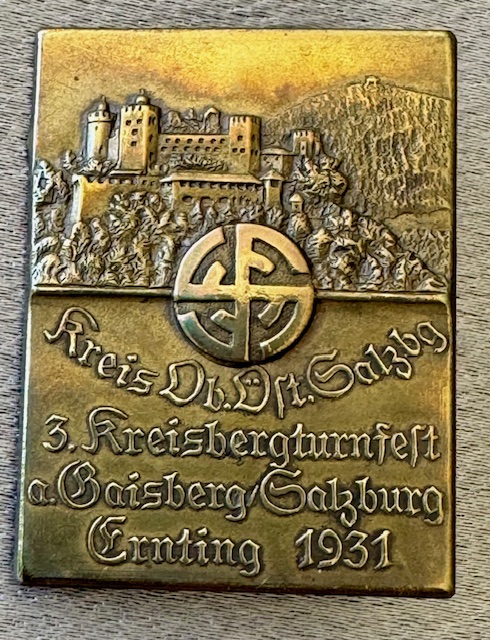 Kreis Ob. Öst. Salzbg
3. Kreisbergturnfest
a. Gaisberg/Salzburg
Ernting 1931